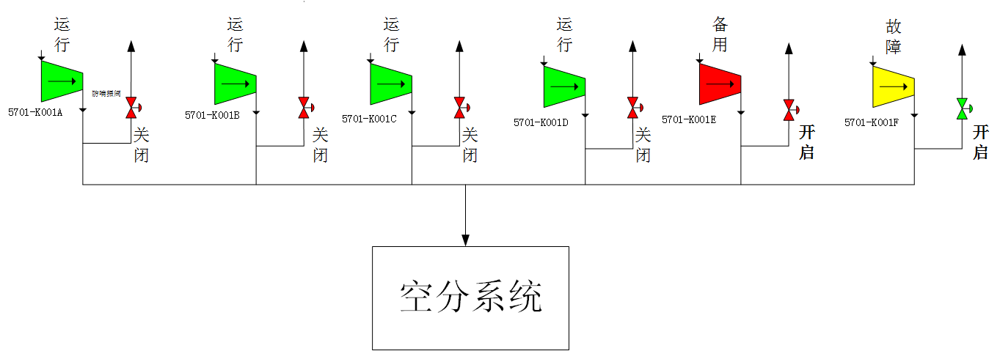 运行
运行
运行
运行
备用
故障
防喘振阀
5701-K001A
5701-K001B
5701-K001C
5701-K001D
5701-K001E
5701-K001F
关闭
关闭
关闭
关闭
开启
开启
空分系统